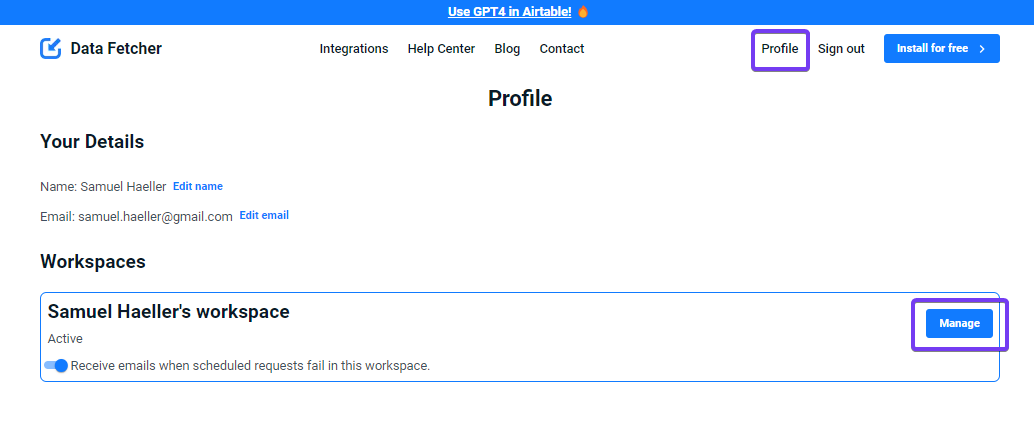 Use GPT4 in Airtable! 🔥
Data Fetcher Integrations Help Center Blog Contact Profile Sign out Install for free
Profile
Your Details
Name: Samuel Haeller Edit name
Email: samuel.haeller@gmail.com Edit email
Workspaces
Samuel Haeller's workspace
Manage
Active
Receive emails when scheduled requests fail in this workspace.